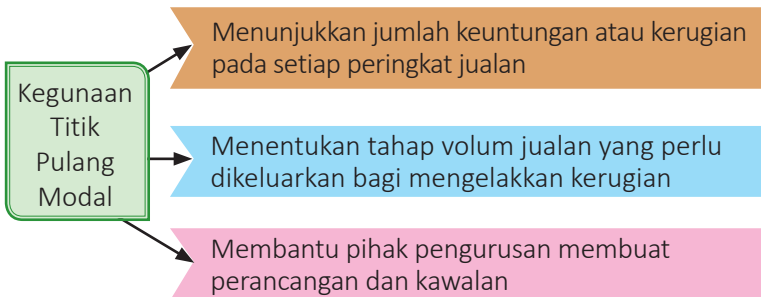 Kegunaan
Titik
Pulang
Modal
Menunjukkan jumlah keuntungan atau kerugian
pada setiap peringkat jualan
Menentukan tahap volum jualan yang perlu
dikeluarkan bagi mengelakkan kerugian
Membantu pihak pengurusan membuat
perancangan dan kawalan